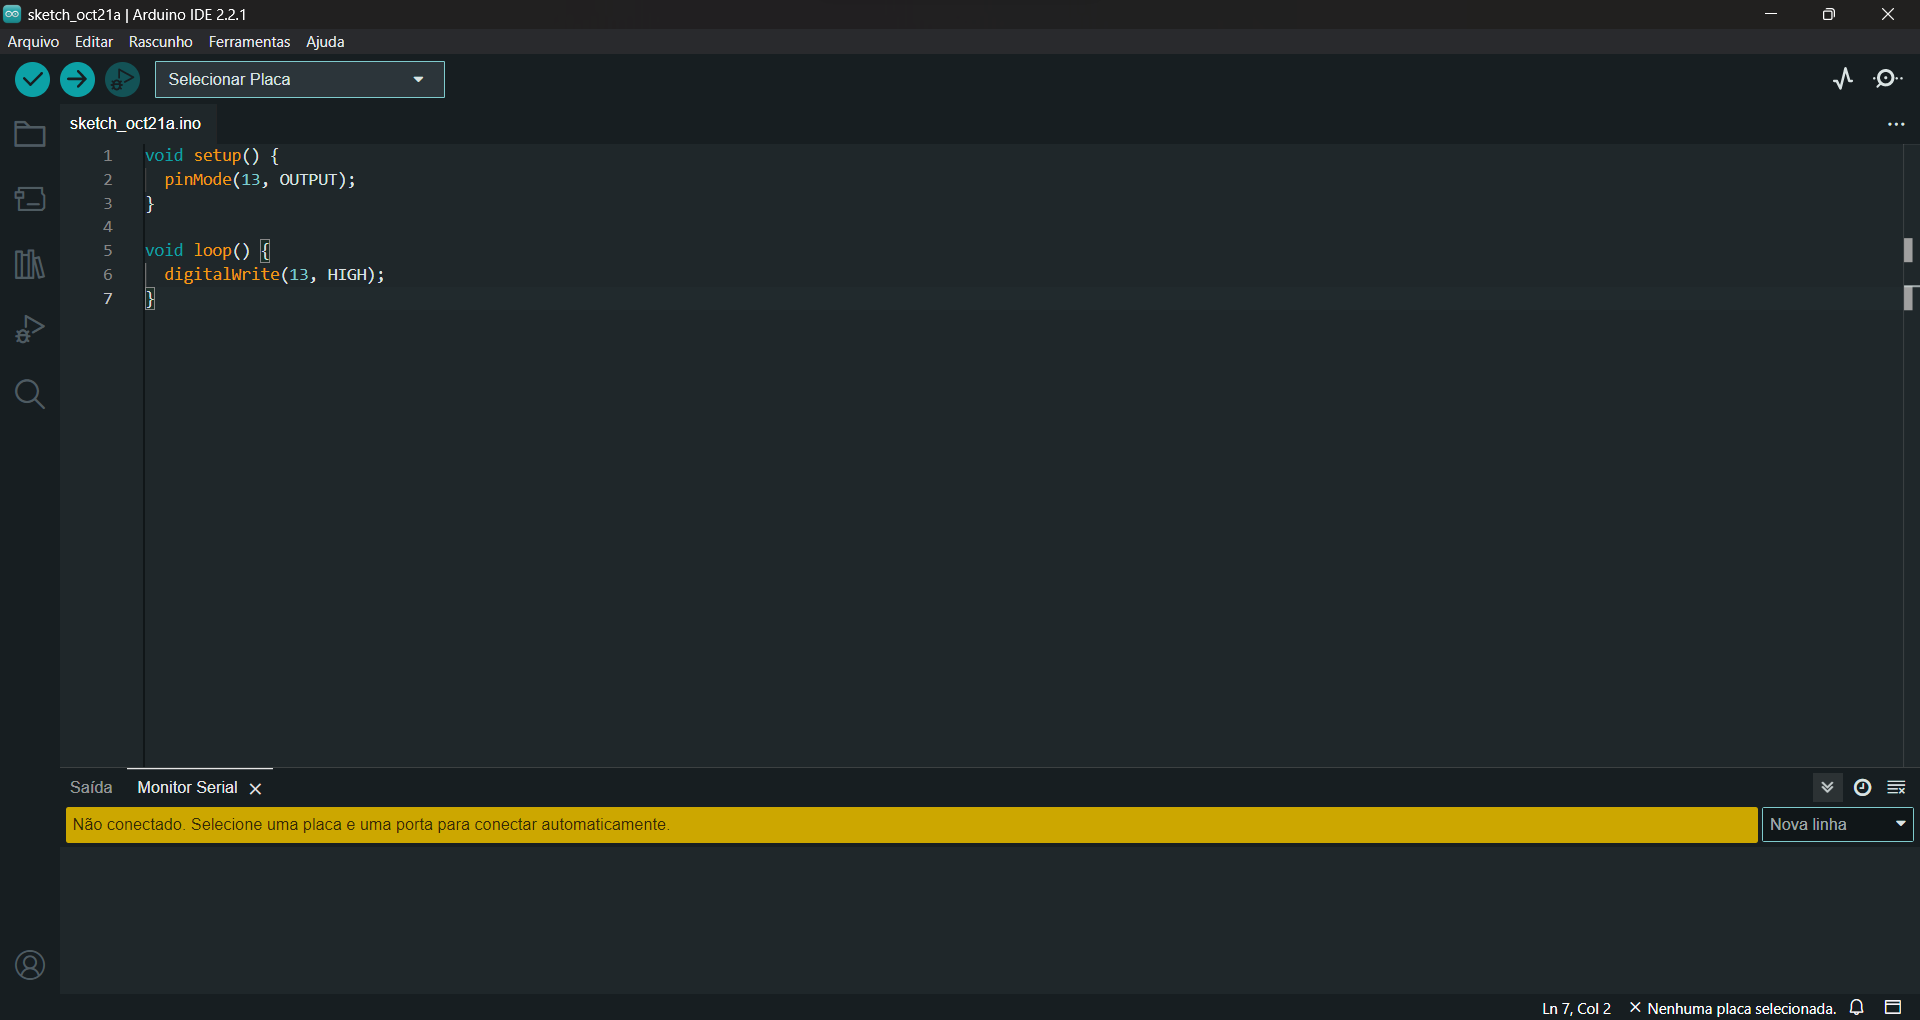 sketch_oct21a | Arduino IDE 2.2.1
Arquivo Editar Rascunho Ferramentas Ajuda
Selecionar Placa
sketch_oct21a.ino
1 void setup() {
2 pinMode(13, OUTPUT);
3 }
4
5 void loop() {
6 digitalWrite(13, HIGH);
7 }
Saída Monitor Serial
Não conectado. Selecione uma placa e uma porta para conectar automaticamente.
Nova linha
Ln 7, Col 2 Nenhuma placa selecionada.